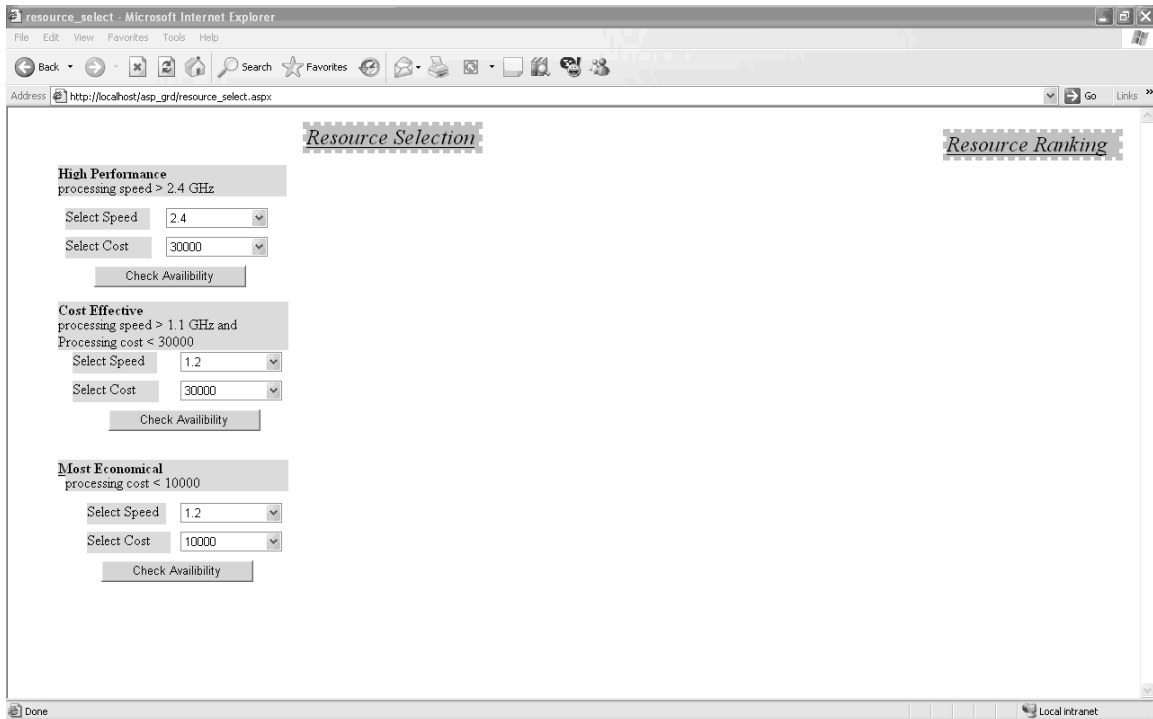 resource_select - Microsoft Internet Explorer
File Edit View Favorites Tools Help
Back Search Favorites
Address http://localhost/asp_grd/resource_select.aspx Go Links »
Resource Selection
Resource Ranking
High Performance
processing speed > 2.4 GHz
Select Speed 2.4
Select Cost 30000
Check Availibility
Cost Effective
processing speed > 1.1 GHz and
Processing cost < 30000
Select Speed 1.2
Select Cost 30000
Check Availibility
Most Economical
processing cost < 10000
Select Speed 1.2
Select Cost 10000
Check Availibility
Done Local intranet